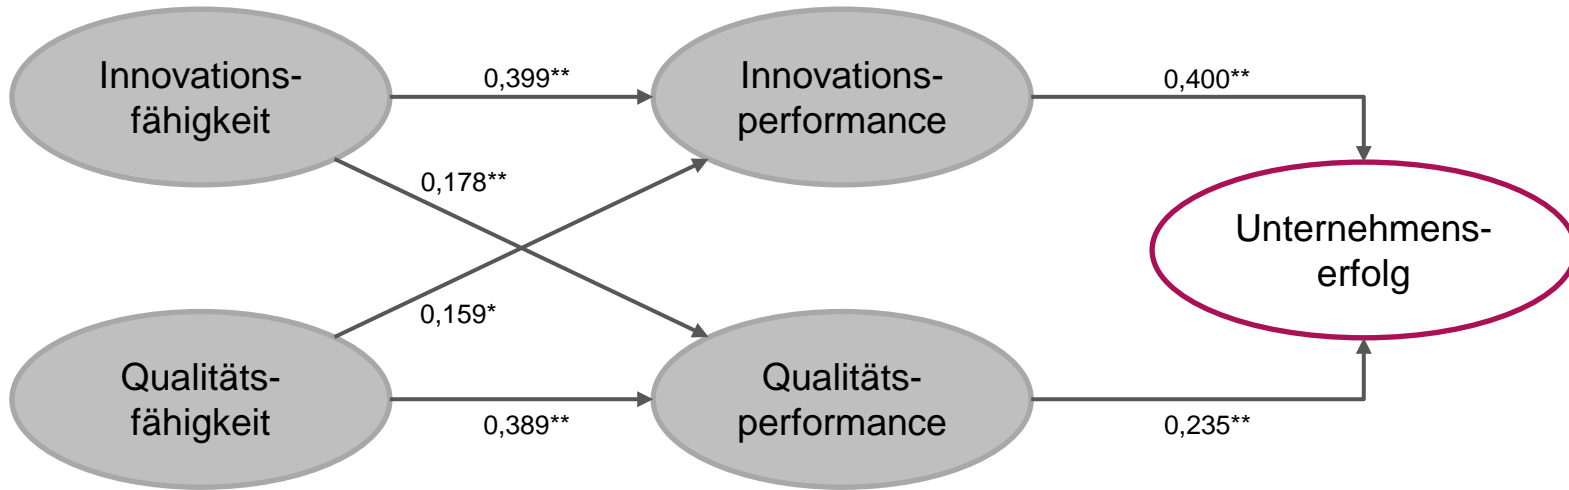 Innovations-
fähigkeit
0,399**
Innovations-
performance
0,400**
0,178**
Unternehmens-
erfolg
0,159*
Qualitäts-
fähigkeit
0,389**
Qualitäts-
performance
0,235**